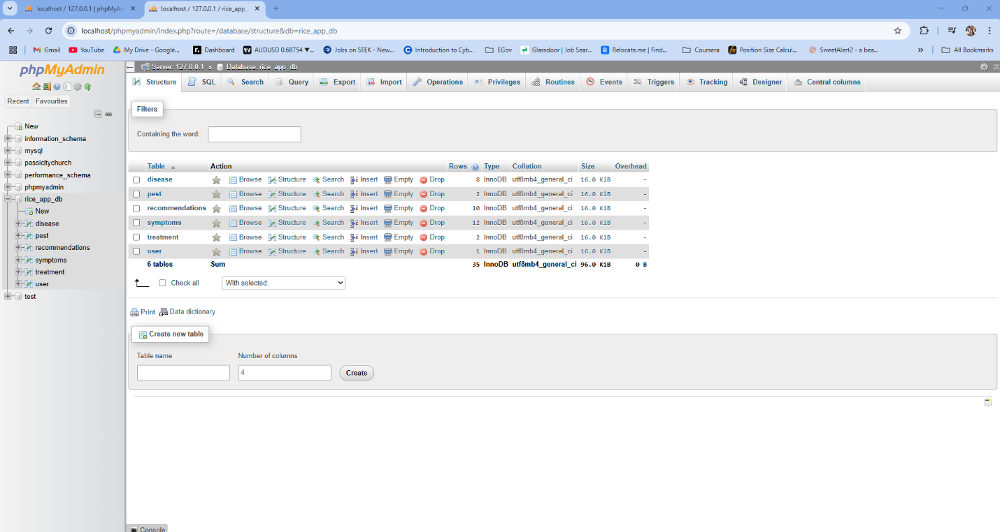 localhost / 127.0.0.1 | phpMyAd
localhost / 127.0.0.1 / rice_app_
localhost/phpmyadmin/index.php?route=/database/structure&db=rice_app_db
Gmail YouTube My Drive - Google... Dashboard AUDUSD 0.68754 ▼... Jobs on SEEK - New... Introduction to Cyb... EGov Glassdoor | Job Sear... Relocate.me | Find... Coursera Position Size Calcul... SweetAlert2 - a bea... » All Bookmarks
phpMyAdmin
Recent Favourites
New
information_schema
mysql
passicitychurch
performance_schema
phpmyadmin
rice_app_db
New
disease
pest
recommendations
symptoms
treatment
user
test
Server: 127.0.0.1 » Database: rice_app_db
Structure SQL Search Query Export Import Operations Privileges Routines Events Triggers Tracking Designer Central columns
Filters
Containing the word:
Table Action Rows Type Collation Size Overhead
disease Browse Structure Search Insert Empty Drop 8 InnoDB utf8mb4_general_ci 16.0 KiB -
pest Browse Structure Search Insert Empty Drop 2 InnoDB utf8mb4_general_ci 16.0 KiB -
recommendations Browse Structure Search Insert Empty Drop 10 InnoDB utf8mb4_general_ci 16.0 KiB -
symptoms Browse Structure Search Insert Empty Drop 12 InnoDB utf8mb4_general_ci 16.0 KiB -
treatment Browse Structure Search Insert Empty Drop 2 InnoDB utf8mb4_general_ci 16.0 KiB -
user Browse Structure Search Insert Empty Drop 1 InnoDB utf8mb4_general_ci 16.0 KiB -
6 tables Sum 35 InnoDB utf8mb4_general_ci 96.0 KiB 0 B
Check all With selected:
Print Data dictionary
Create new table
Table name Number of columns
4 Create
Console